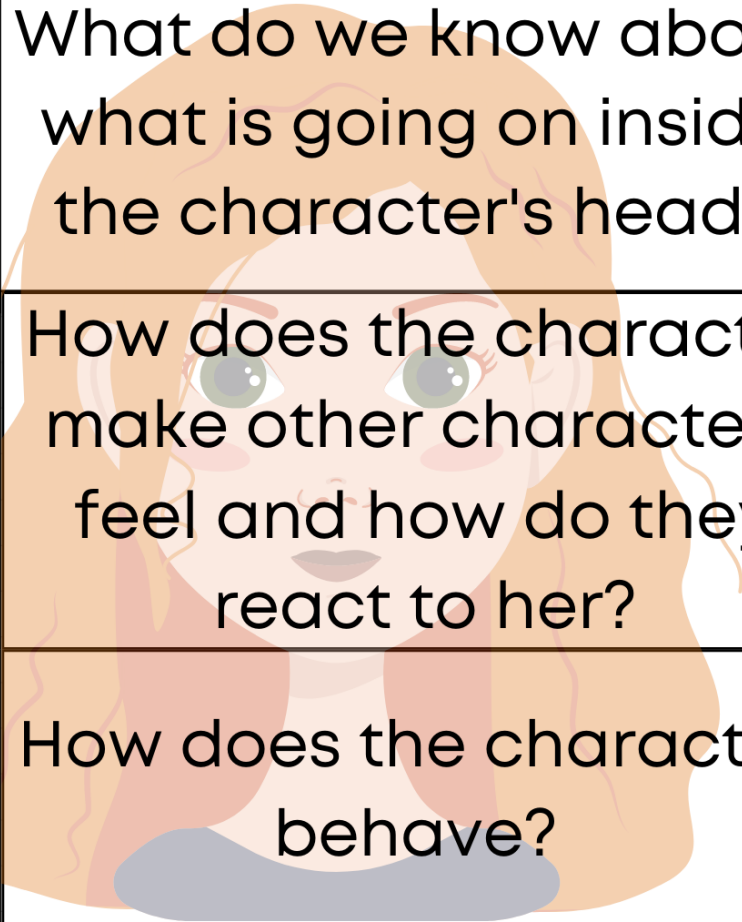 What do we know abo
what is going on insid
the character's head
How does the charact
make other characte
feel and how do they
react to her?
How does the charact
behave?